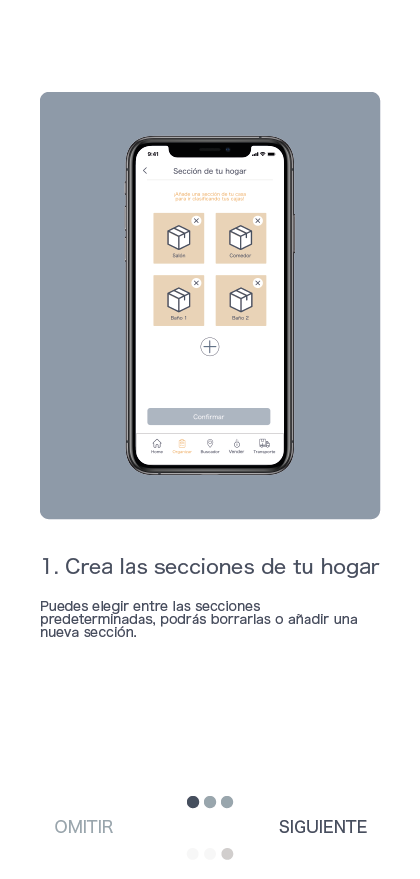 9:41
Sección de tu hogar
¡Añade una sección de tu casa
para ir clasificando tus cajas!
Salón
Comedor
Baño 1
Baño 2
Confirmar
Home
Organizar
Buscador
Vender
Transporte
1. Crea las secciones de tu hogar
Puedes elegir entre las secciones
predeterminadas, podrás borrarlas o añadir una
nueva sección.
OMITIR
SIGUIENTE